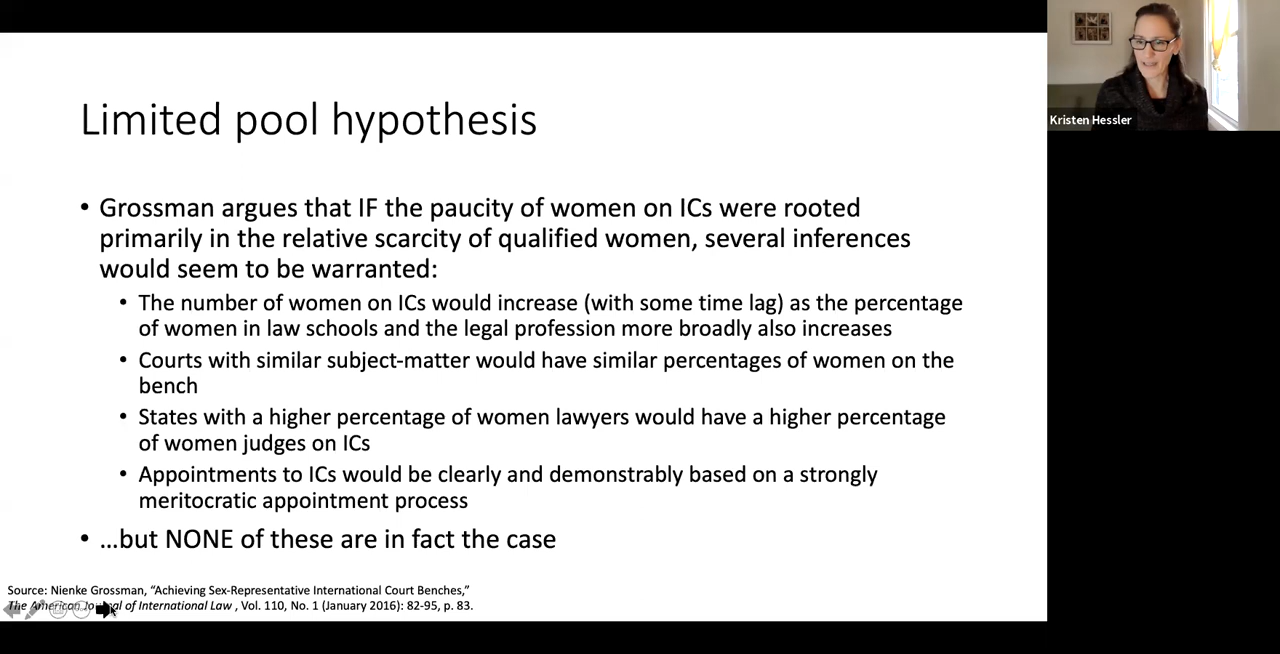 Limited pool hypothesis
• Grossman argues that IF the paucity of women on ICs were rooted
primarily in the relative scarcity of qualified women, several inferences
would seem to be warranted:
• The number of women on ICs would increase (with some time lag) as the percentage
of women in law schools and the legal profession more broadly also increases
• Courts with similar subject-matter would have similar percentages of women on the
bench
• States with a higher percentage of women lawyers would have a higher percentage
of women judges on ICs
• Appointments to ICs would be clearly and demonstrably based on a strongly
meritocratic appointment process
• …but NONE of these are in fact the case
Source: Nienke Grossman, “Achieving Sex-Representative International Court Benches,”
The American Journal of International Law , Vol. 110, No. 1 (January 2016): 82-95, p. 83.
Kristen Hessler